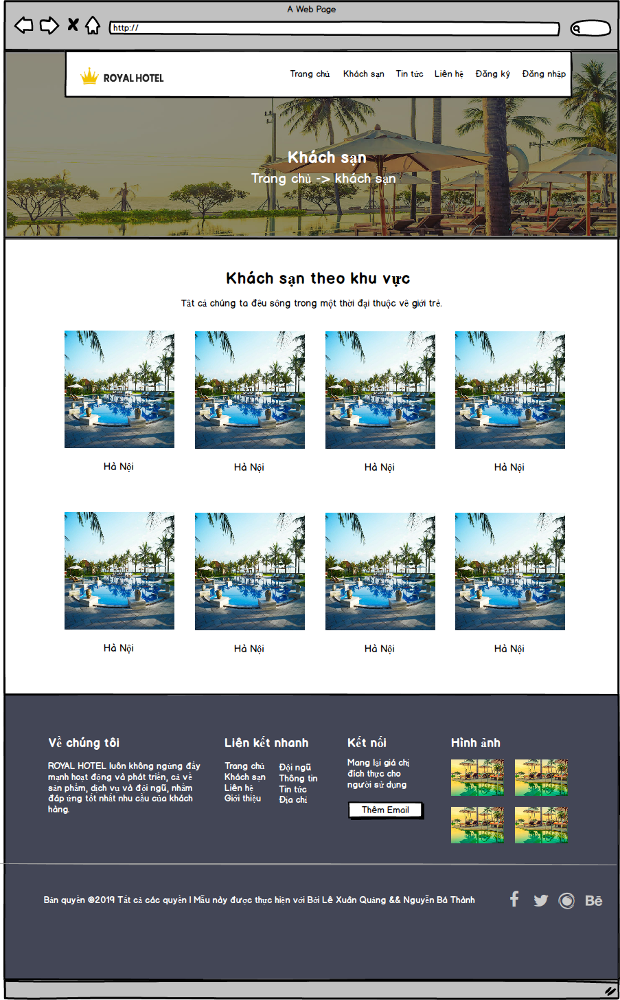 A Web Page
http://
ROYAL HOTEL
Trang chủ Khách sạn Tin tức Liên hệ Đăng ký Đăng nhập
Khách sạn
Trang chủ -> khách sạn
Khách sạn theo khu vực
Tất cả chúng ta đều sống trong một thời đại thuộc về giới trẻ.
Hà Nội Hà Nội Hà Nội Hà Nội
Hà Nội Hà Nội Hà Nội Hà Nội
Về chúng tôi
ROYAL HOTEL luôn không ngừng đẩy
mạnh hoạt động và phát triển, cả về
sản phẩm, dịch vụ và đội ngũ, nhằm
đáp ứng tốt nhất nhu cầu của khách
hàng.
Liên kết nhanh
Trang chủ
Khách sạn
Liên hệ
Giới thiệu
Đội ngũ
Thông tin
Tin tức
Địa chỉ
Kết nối
Mang lại giá chị
đích thực cho
người sử dụng
Thêm Email
Hình ảnh
Bản quyền ©2019 Tất cả các quyền | Mẫu này được thực hiện với Bởi Lê Xuân Quảng && Nguyễn Bá Thành
Bē